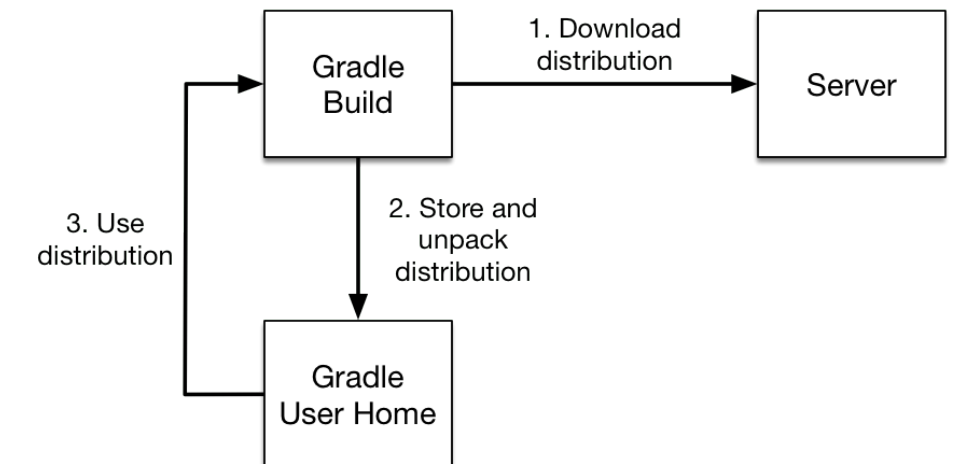 Gradle
Build
1. Download
distribution
Server
2. Store and
unpack
distribution
3. Use
distribution
Gradle
User Home